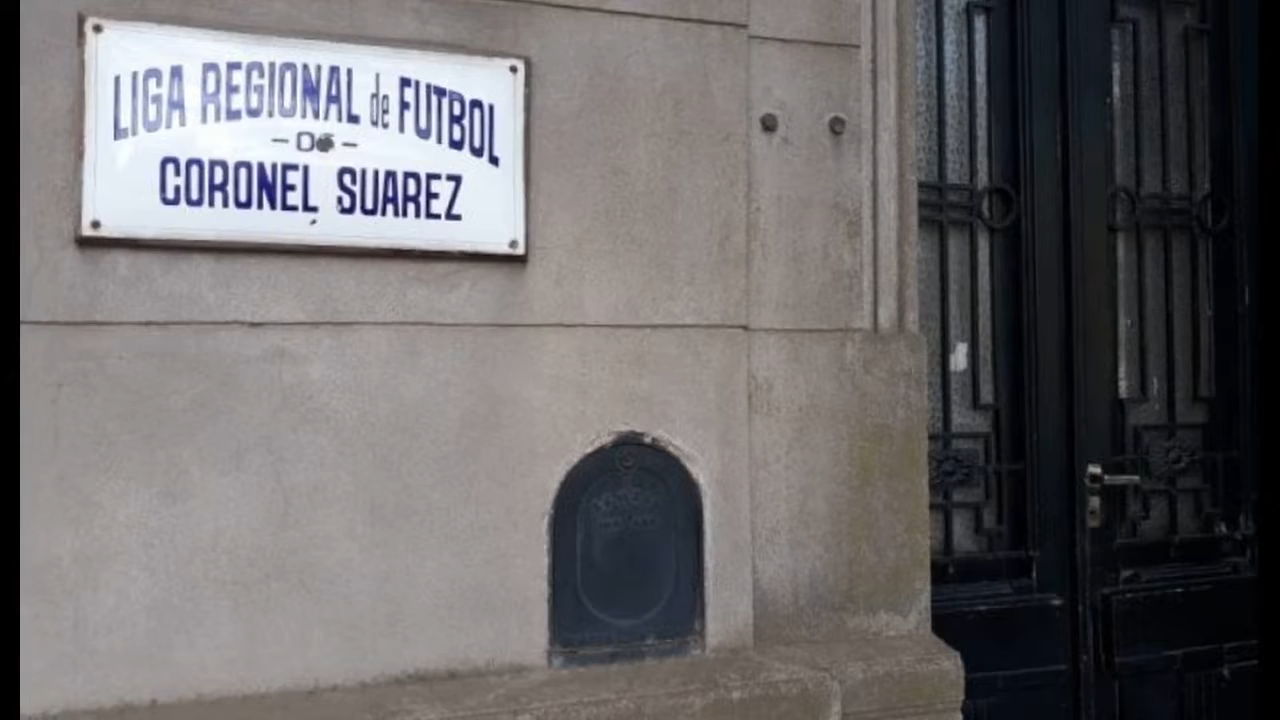 LIGA REGIONAL de FUTBOL
- DE -
CORONEL SUAREZ